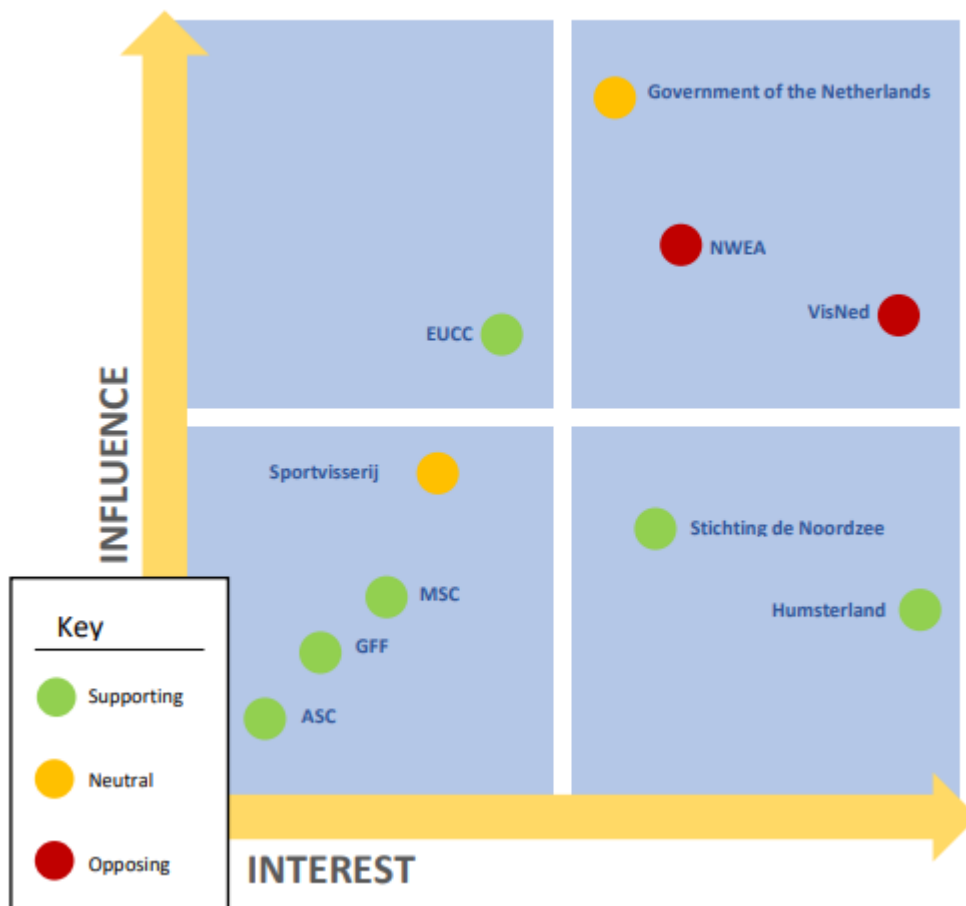 Government of the Netherlands
NWEA
VisNed
EUCC
INFLUENCE
Sportvisserij
Stichting de Noordzee
MSC
Humsterland
GFF
ASC
Key
Supporting
Neutral
Opposing
INTEREST